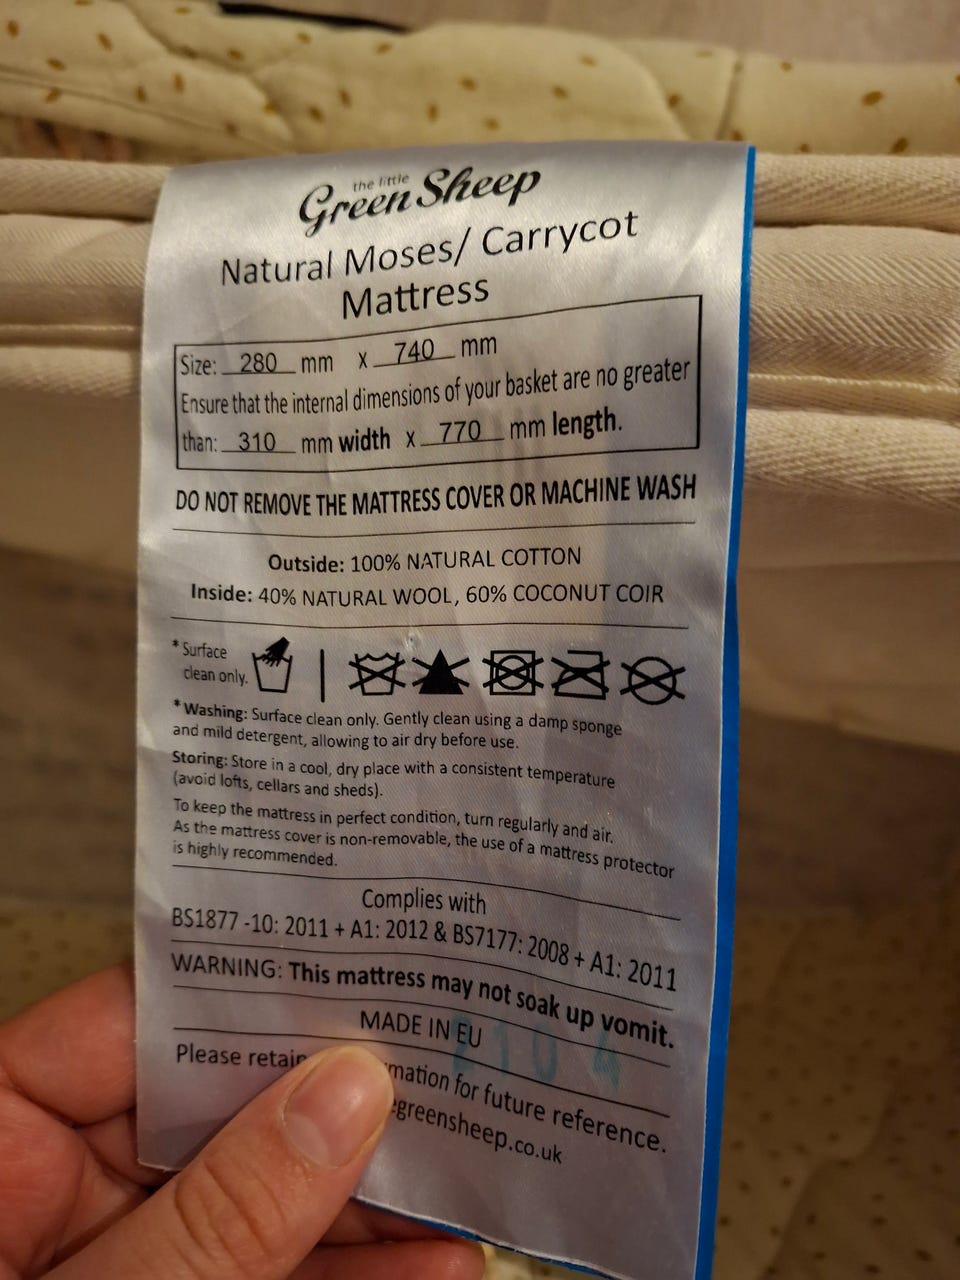 the little
Green Sheep
Natural Moses/ Carrycot
Mattress
Size: 280 mm x 740 mm
Ensure that the internal dimensions of your basket are no greater
than: 310 mm width x 770 mm length.
DO NOT REMOVE THE MATTRESS COVER OR MACHINE WASH
Outside: 100% NATURAL COTTON
Inside: 40% NATURAL WOOL, 60% COCONUT COIR
* Surface
clean only.
* Washing: Surface clean only. Gently clean using a damp sponge
and mild detergent, allowing to air dry before use.
Storing: Store in a cool, dry place with a consistent temperature
(avoid lofts, cellars and sheds).
To keep the mattress in perfect condition, turn regularly and air.
As the mattress cover is non-removable, the use of a mattress protector
is highly recommended.
Complies with
BS1877 -10: 2011 + A1: 2012 & BS7177: 2008 + A1: 2011
WARNING: This mattress may not soak up vomit.
MADE IN EU
Please retain mation for future reference.
egreensheep.co.uk